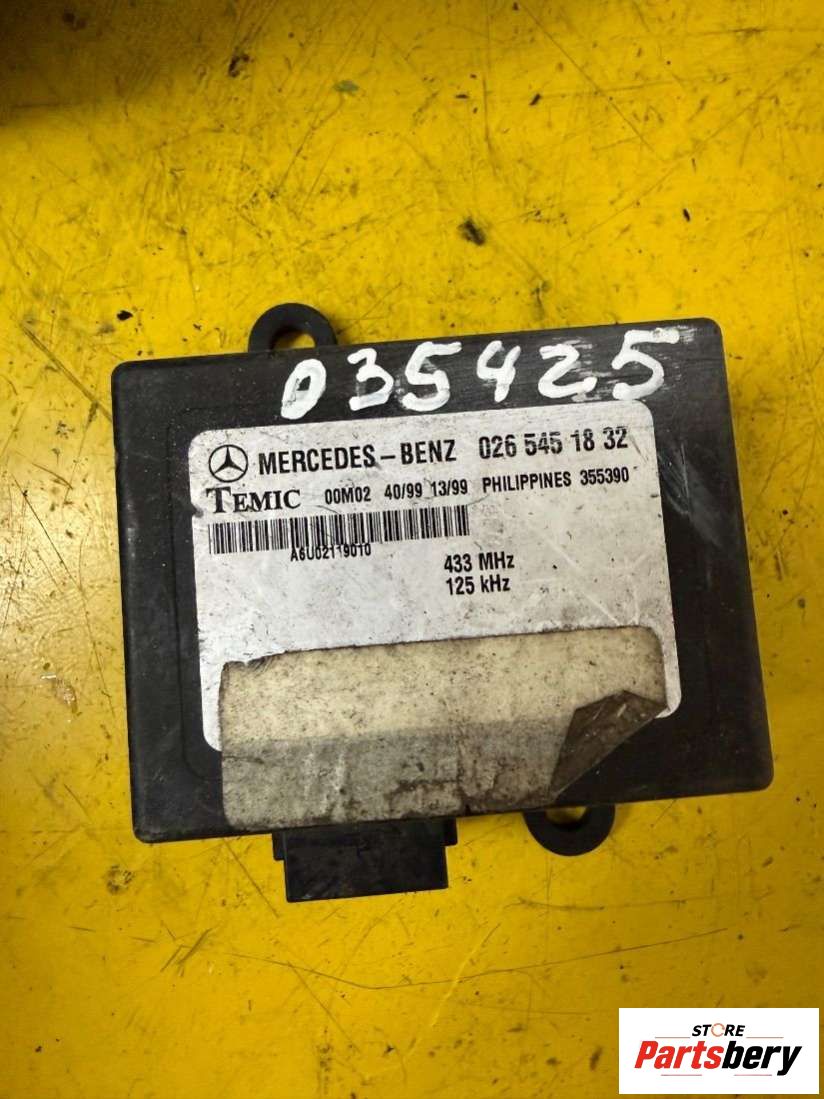 035425
MERCEDES-BENZ 026 545 18 32
TEMIC 00M02 40/99 13/99 PHILIPPINES 355390
A6U02119010
433 MHz
125 kHz
STORE
Partsbery